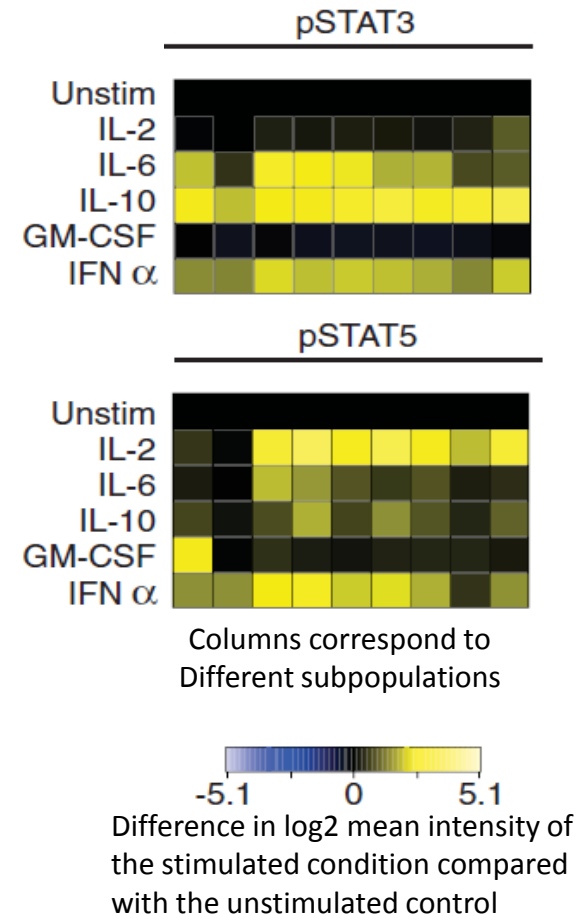 pSTAT3
Unstim
IL-2
IL-6
IL-10
GM-CSF
IFN α
pSTAT5
Unstim
IL-2
IL-6
IL-10
GM-CSF
IFN α
Columns correspond to
Different subpopulations
-5.1 0 5.1
Difference in log2 mean intensity of
the stimulated condition compared
with the unstimulated control